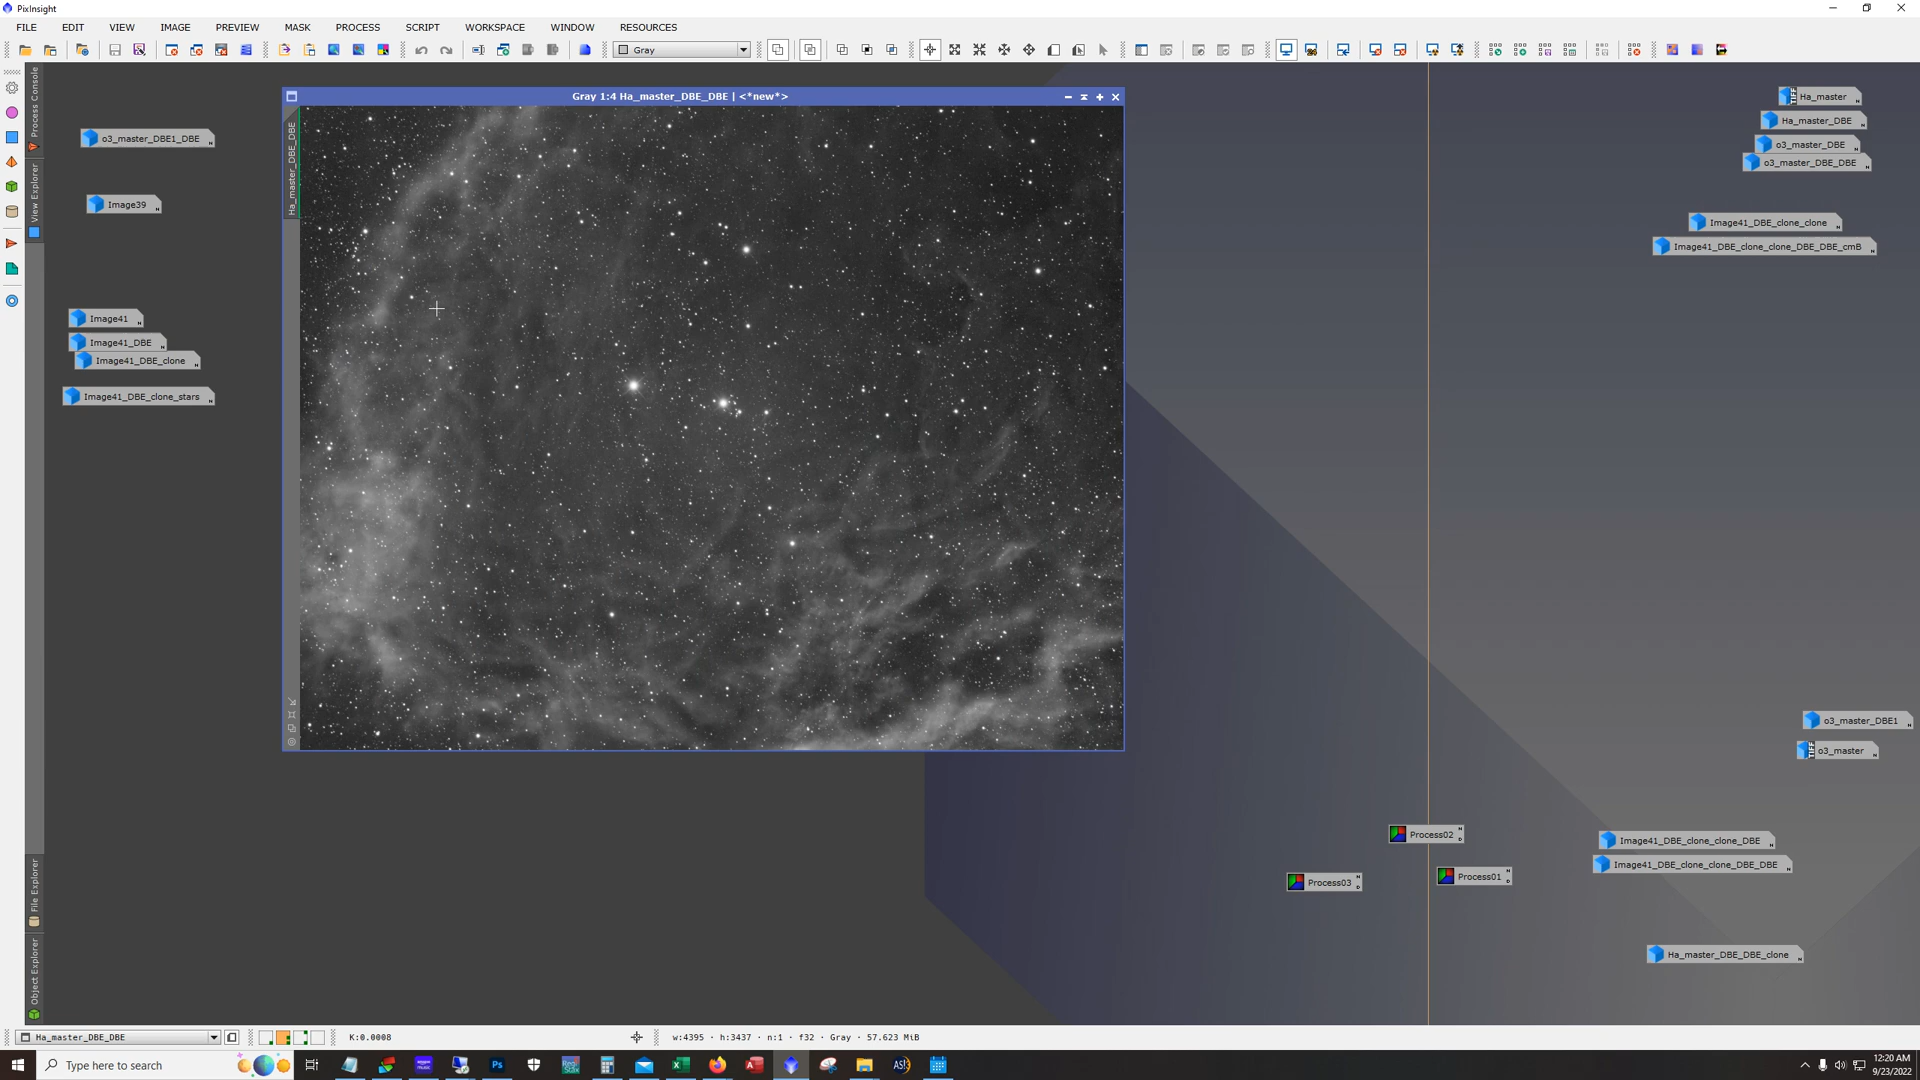 PixInsight
FILE EDIT VIEW IMAGE PREVIEW MASK PROCESS SCRIPT WORKSPACE WINDOW RESOURCES
Gray
Process Console
View Explorer
File Explorer
Object Explorer
Gray 1:4 Ha_master_DBE_DBE | <*new*>
Ha_master_DBE_DBE
o3_master_DBE1_DBE
Image39
Image41
Image41_DBE
Image41_DBE_clone
Image41_DBE_clone_stars
Ha_master
Ha_master_DBE
o3_master_DBE
o3_master_DBE_DBE
Image41_DBE_clone_clone
Image41_DBE_clone_clone_DBE_DBE_cmB
o3_master_DBE1
o3_master
Process02
Process03
Process01
Image41_DBE_clone_clone_DBE
Image41_DBE_clone_clone_DBE_DBE
Ha_master_DBE_DBE_clone
Ha_master_DBE_DBE
K:0.0008
w:4395 · h:3437 · n:1 · f32 · Gray · 57.623 MiB
Type here to search
Ps
12:20 AM
9/23/2022